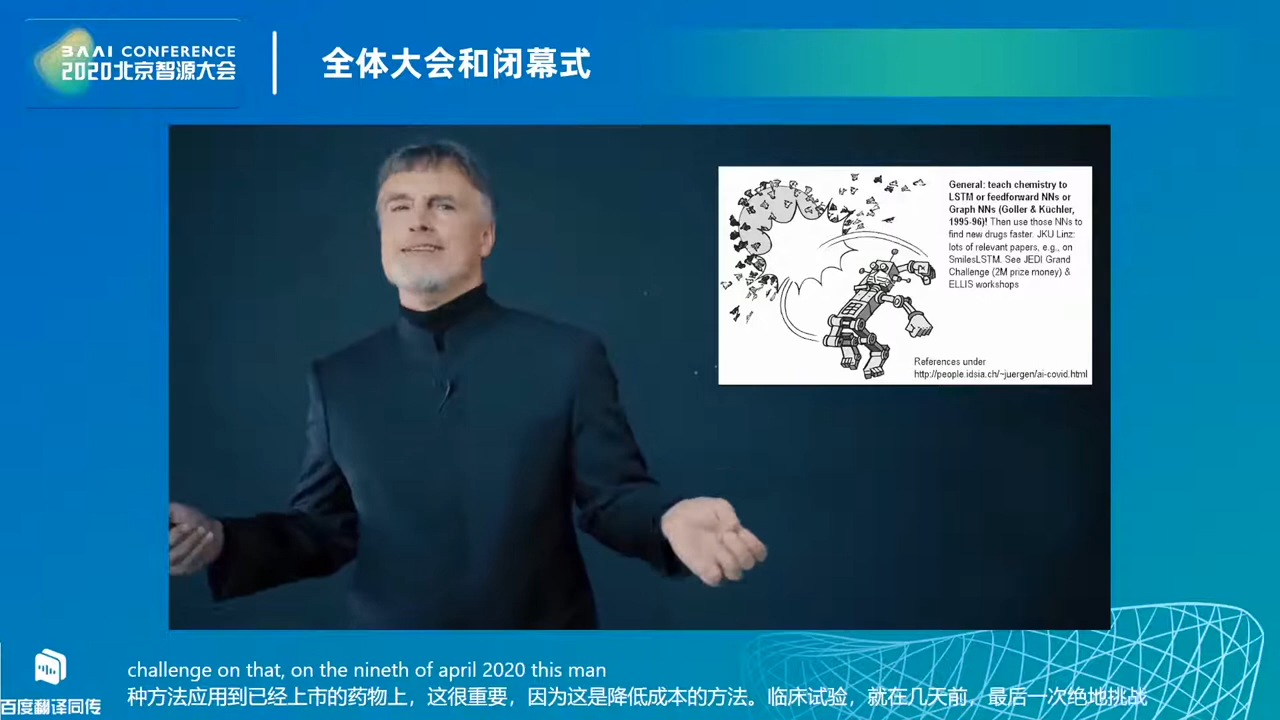 BAAI CONFERENCE
2020北京智源大会
全体大会和闭幕式
General: teach chemistry to
LSTM or feedforward NNs or
Graph NNs (Goller & Küchler,
1995-96)! Then use those NNs to
find new drugs faster. JKU Linz:
lots of relevant papers, e.g., on
SmilesLSTM. See JEDI Grand
Challenge (2M prize money) &
ELLIS workshops
References under
http://people.idsia.ch/~juergen/ai-covid.html
challenge on that, on the nineth of april 2020 this man
种方法应用到已经上市的药物上，这很重要，因为这是降低成本的方法。临床试验，就在几天前，最后一次绝地挑战
百度翻译同传